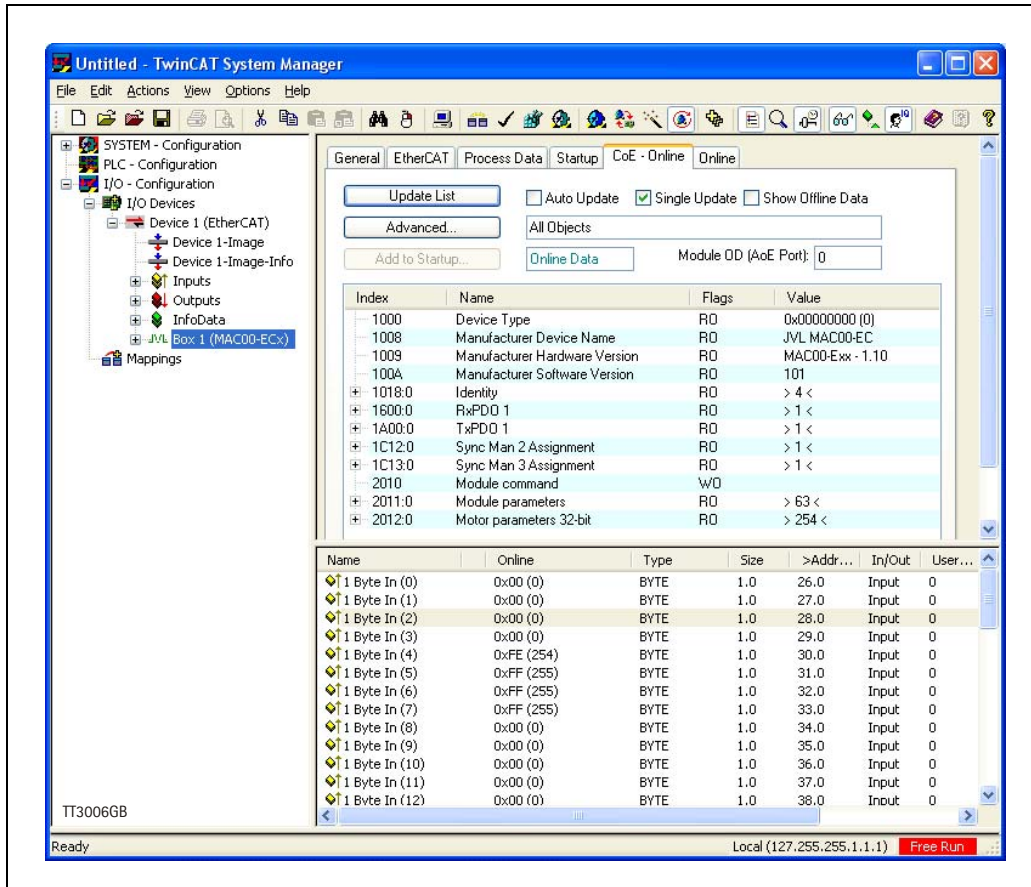 Untitled - TwinCAT System Manager
File Edit Actions View Options Help
SYSTEM - Configuration
PLC - Configuration
I/O - Configuration
I/O Devices
Device 1 (EtherCAT)
Device 1-Image
Device 1-Image-Info
Inputs
Outputs
InfoData
JVL Box 1 (MAC00-ECx)
Mappings
General EtherCAT Process Data Startup CoE - Online Online
Update List Auto Update Single Update Show Offline Data
Advanced... All Objects
Add to Startup... Online Data Module OD (AoE Port): 0
Index Name Flags Value
1000 Device Type RO 0x00000000 (0)
1008 Manufacturer Device Name RO JVL MAC00-EC
1009 Manufacturer Hardware Version RO MAC00-Exx - 1.10
100A Manufacturer Software Version RO 101
1018:0 Identity RO > 4 <
1600:0 RxPDO 1 RO > 1 <
1A00:0 TxPDO 1 RO > 1 <
1C12:0 Sync Man 2 Assignment RO > 1 <
1C13:0 Sync Man 3 Assignment RO > 1 <
2010 Module command WO
2011:0 Module parameters RO > 63 <
2012:0 Motor parameters 32-bit RO > 254 <
Name Online Type Size >Addr... In/Out User...
1 Byte In (0) 0x00 (0) BYTE 1.0 26.0 Input 0
1 Byte In (1) 0x00 (0) BYTE 1.0 27.0 Input 0
1 Byte In (2) 0x00 (0) BYTE 1.0 28.0 Input 0
1 Byte In (3) 0x00 (0) BYTE 1.0 29.0 Input 0
1 Byte In (4) 0xFE (254) BYTE 1.0 30.0 Input 0
1 Byte In (5) 0xFF (255) BYTE 1.0 31.0 Input 0
1 Byte In (6) 0xFF (255) BYTE 1.0 32.0 Input 0
1 Byte In (7) 0xFF (255) BYTE 1.0 33.0 Input 0
1 Byte In (8) 0x00 (0) BYTE 1.0 34.0 Input 0
1 Byte In (9) 0x00 (0) BYTE 1.0 35.0 Input 0
1 Byte In (10) 0x00 (0) BYTE 1.0 36.0 Input 0
1 Byte In (11) 0x00 (0) BYTE 1.0 37.0 Input 0
1 Byte In (12) 0x00 (0) BYTE 1.0 38.0 Input 0
TT3006GB
Ready Local (127.255.255.1.1.1) Free Run